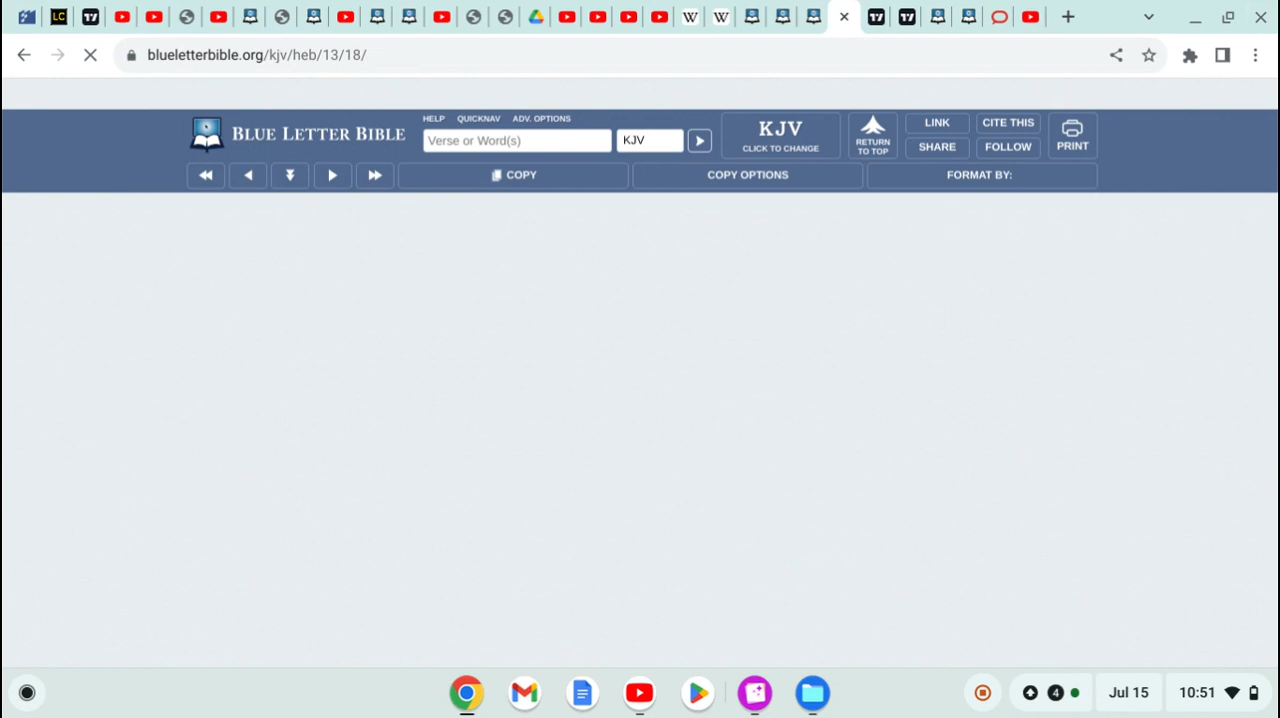 blueletterbible.org/kjv/heb/13/18/
HELP QUICKNAV ADV. OPTIONS
BLUE LETTER BIBLE
Verse or Word(s)
KJV
KJV
CLICK TO CHANGE
RETURN
TO TOP
LINK
CITE THIS
SHARE
FOLLOW
PRINT
COPY
COPY OPTIONS
FORMAT BY:
4
Jul 15
10:51